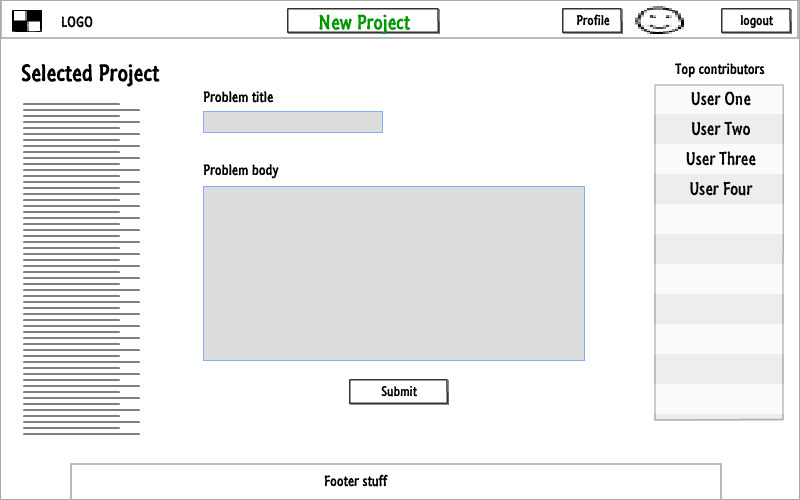 LOGO
New Project
Profile
logout
Selected Project
Problem title
Problem body
Submit
Top contributors
User One
User Two
User Three
User Four
Footer stuff